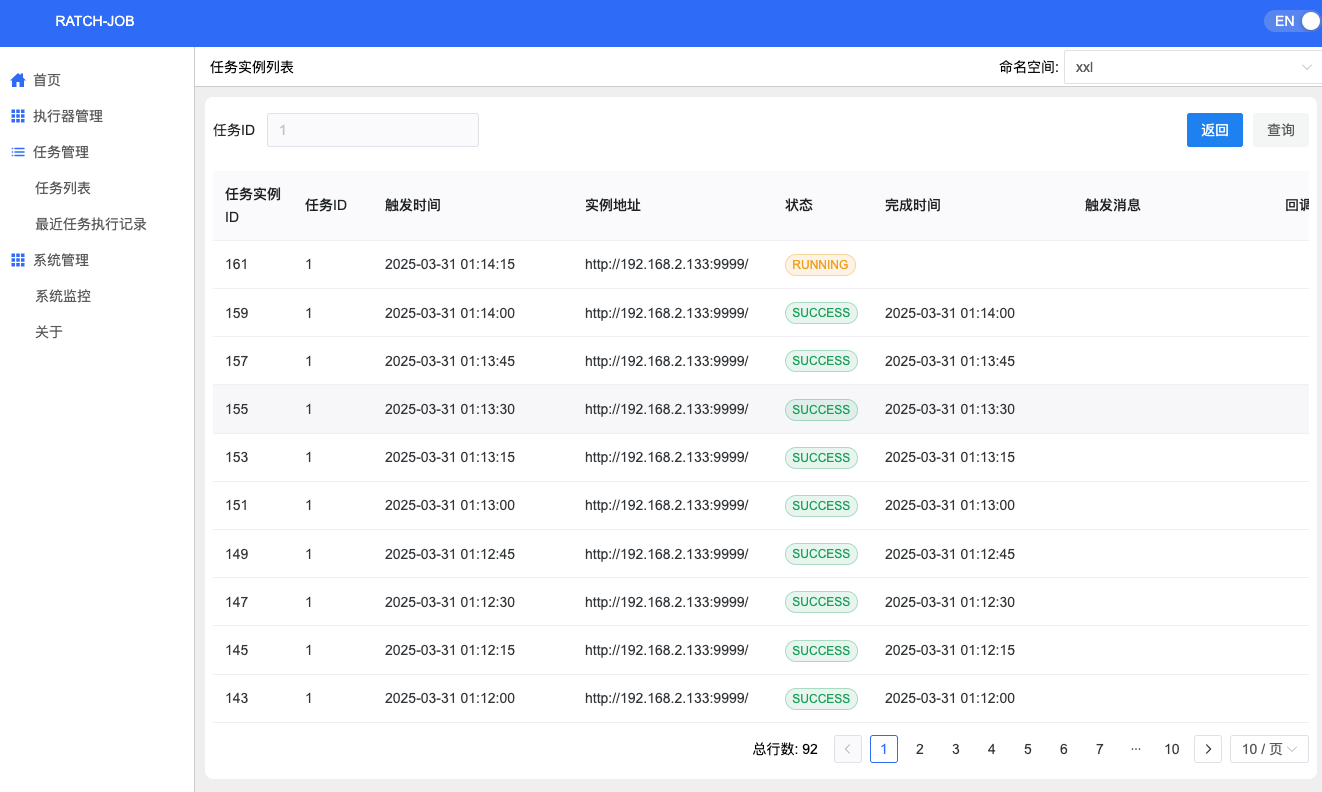 RATCH-JOB
EN
首页
执行器管理
任务管理
任务列表
最近任务执行记录
系统管理
系统监控
关于
任务实例列表
命名空间: xxl
任务ID 1
返回 查询
任务实例ID 任务ID 触发时间 实例地址 状态 完成时间 触发消息 回调
161 1 2025-03-31 01:14:15 http://192.168.2.133:9999/ RUNNING
159 1 2025-03-31 01:14:00 http://192.168.2.133:9999/ SUCCESS 2025-03-31 01:14:00
157 1 2025-03-31 01:13:45 http://192.168.2.133:9999/ SUCCESS 2025-03-31 01:13:45
155 1 2025-03-31 01:13:30 http://192.168.2.133:9999/ SUCCESS 2025-03-31 01:13:30
153 1 2025-03-31 01:13:15 http://192.168.2.133:9999/ SUCCESS 2025-03-31 01:13:15
151 1 2025-03-31 01:13:00 http://192.168.2.133:9999/ SUCCESS 2025-03-31 01:13:00
149 1 2025-03-31 01:12:45 http://192.168.2.133:9999/ SUCCESS 2025-03-31 01:12:45
147 1 2025-03-31 01:12:30 http://192.168.2.133:9999/ SUCCESS 2025-03-31 01:12:30
145 1 2025-03-31 01:12:15 http://192.168.2.133:9999/ SUCCESS 2025-03-31 01:12:15
143 1 2025-03-31 01:12:00 http://192.168.2.133:9999/ SUCCESS 2025-03-31 01:12:00
总行数: 92 1 2 3 4 5 6 7 ··· 10 10 / 页